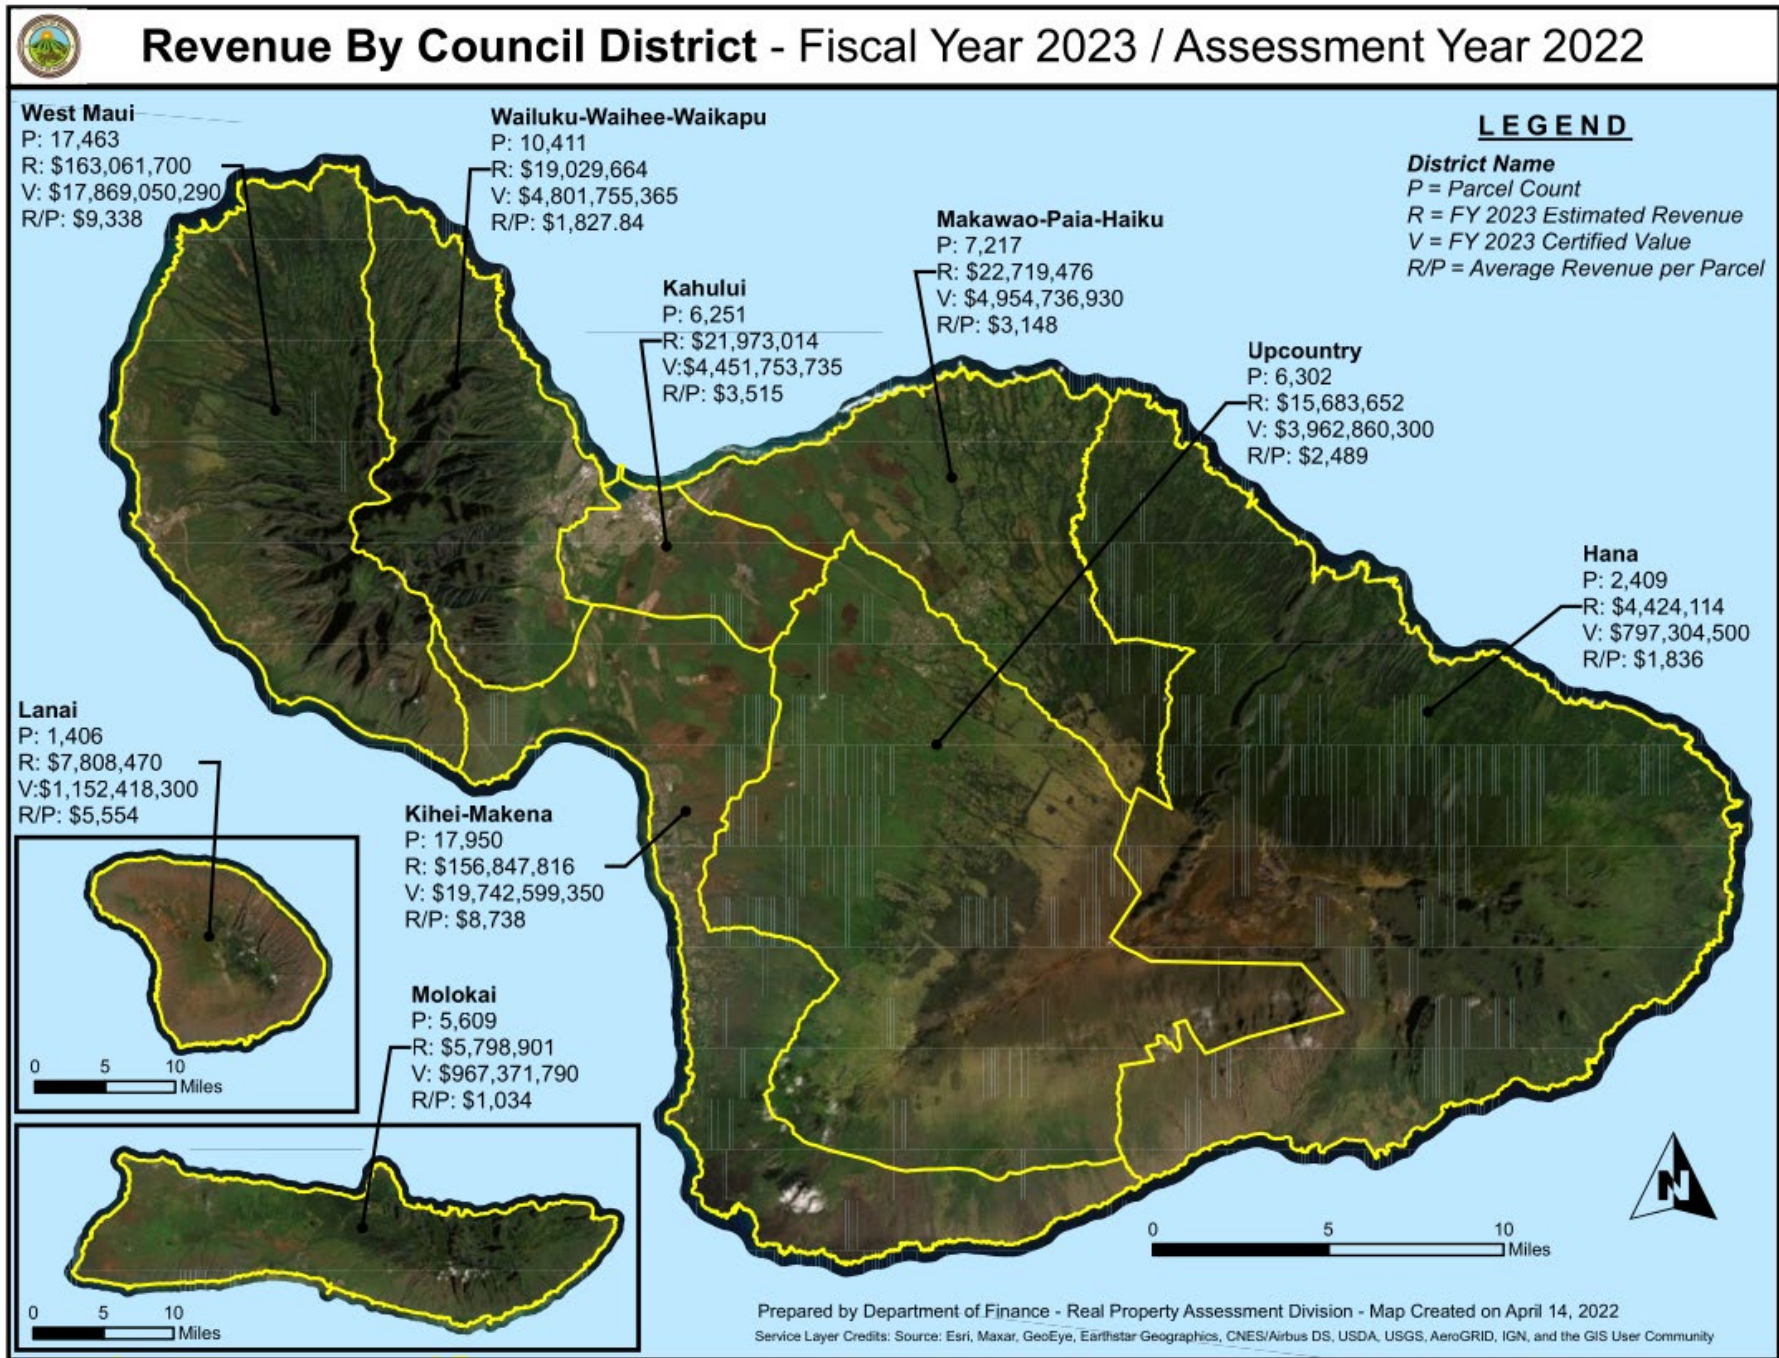 Revenue By Council District - Fiscal Year 2023 / Assessment Year 2022
West Maui
P: 17,463
R: $163,061,700
V: $17,869,050,290
R/P: $9,338
Wailuku-Waihee-Waikapu
P: 10,411
R: $19,029,664
V: $4,801,755,365
R/P: $1,827.84
LEGEND
District Name
P = Parcel Count
R = FY 2023 Estimated Revenue
V = FY 2023 Certified Value
R/P = Average Revenue per Parcel
Makawao-Paia-Haiku
P: 7,217
R: $22,719,476
V: $4,954,736,930
R/P: $3,148
Kahului
P: 6,251
R: $21,973,014
V:$4,451,753,735
R/P: $3,515
Upcountry
P: 6,302
R: $15,683,652
V: $3,962,860,300
R/P: $2,489
Hana
P: 2,409
R: $4,424,114
V: $797,304,500
R/P: $1,836
Lanai
P: 1,406
R: $7,808,470
V:$1,152,418,300
R/P: $5,554
Kihei-Makena
P: 17,950
R: $156,847,816
V: $19,742,599,350
R/P: $8,738
Molokai
P: 5,609
R: $5,798,901
V: $967,371,790
R/P: $1,034
0 5 10
Miles
0 5 10
Miles
N
0 5 10
Miles
Prepared by Department of Finance - Real Property Assessment Division - Map Created on April 14, 2022
Service Layer Credits: Source: Esri, Maxar, GeoEye, Earthstar Geographics, CNES/Airbus DS, USDA, USGS, AeroGRID, IGN, and the GIS User Community